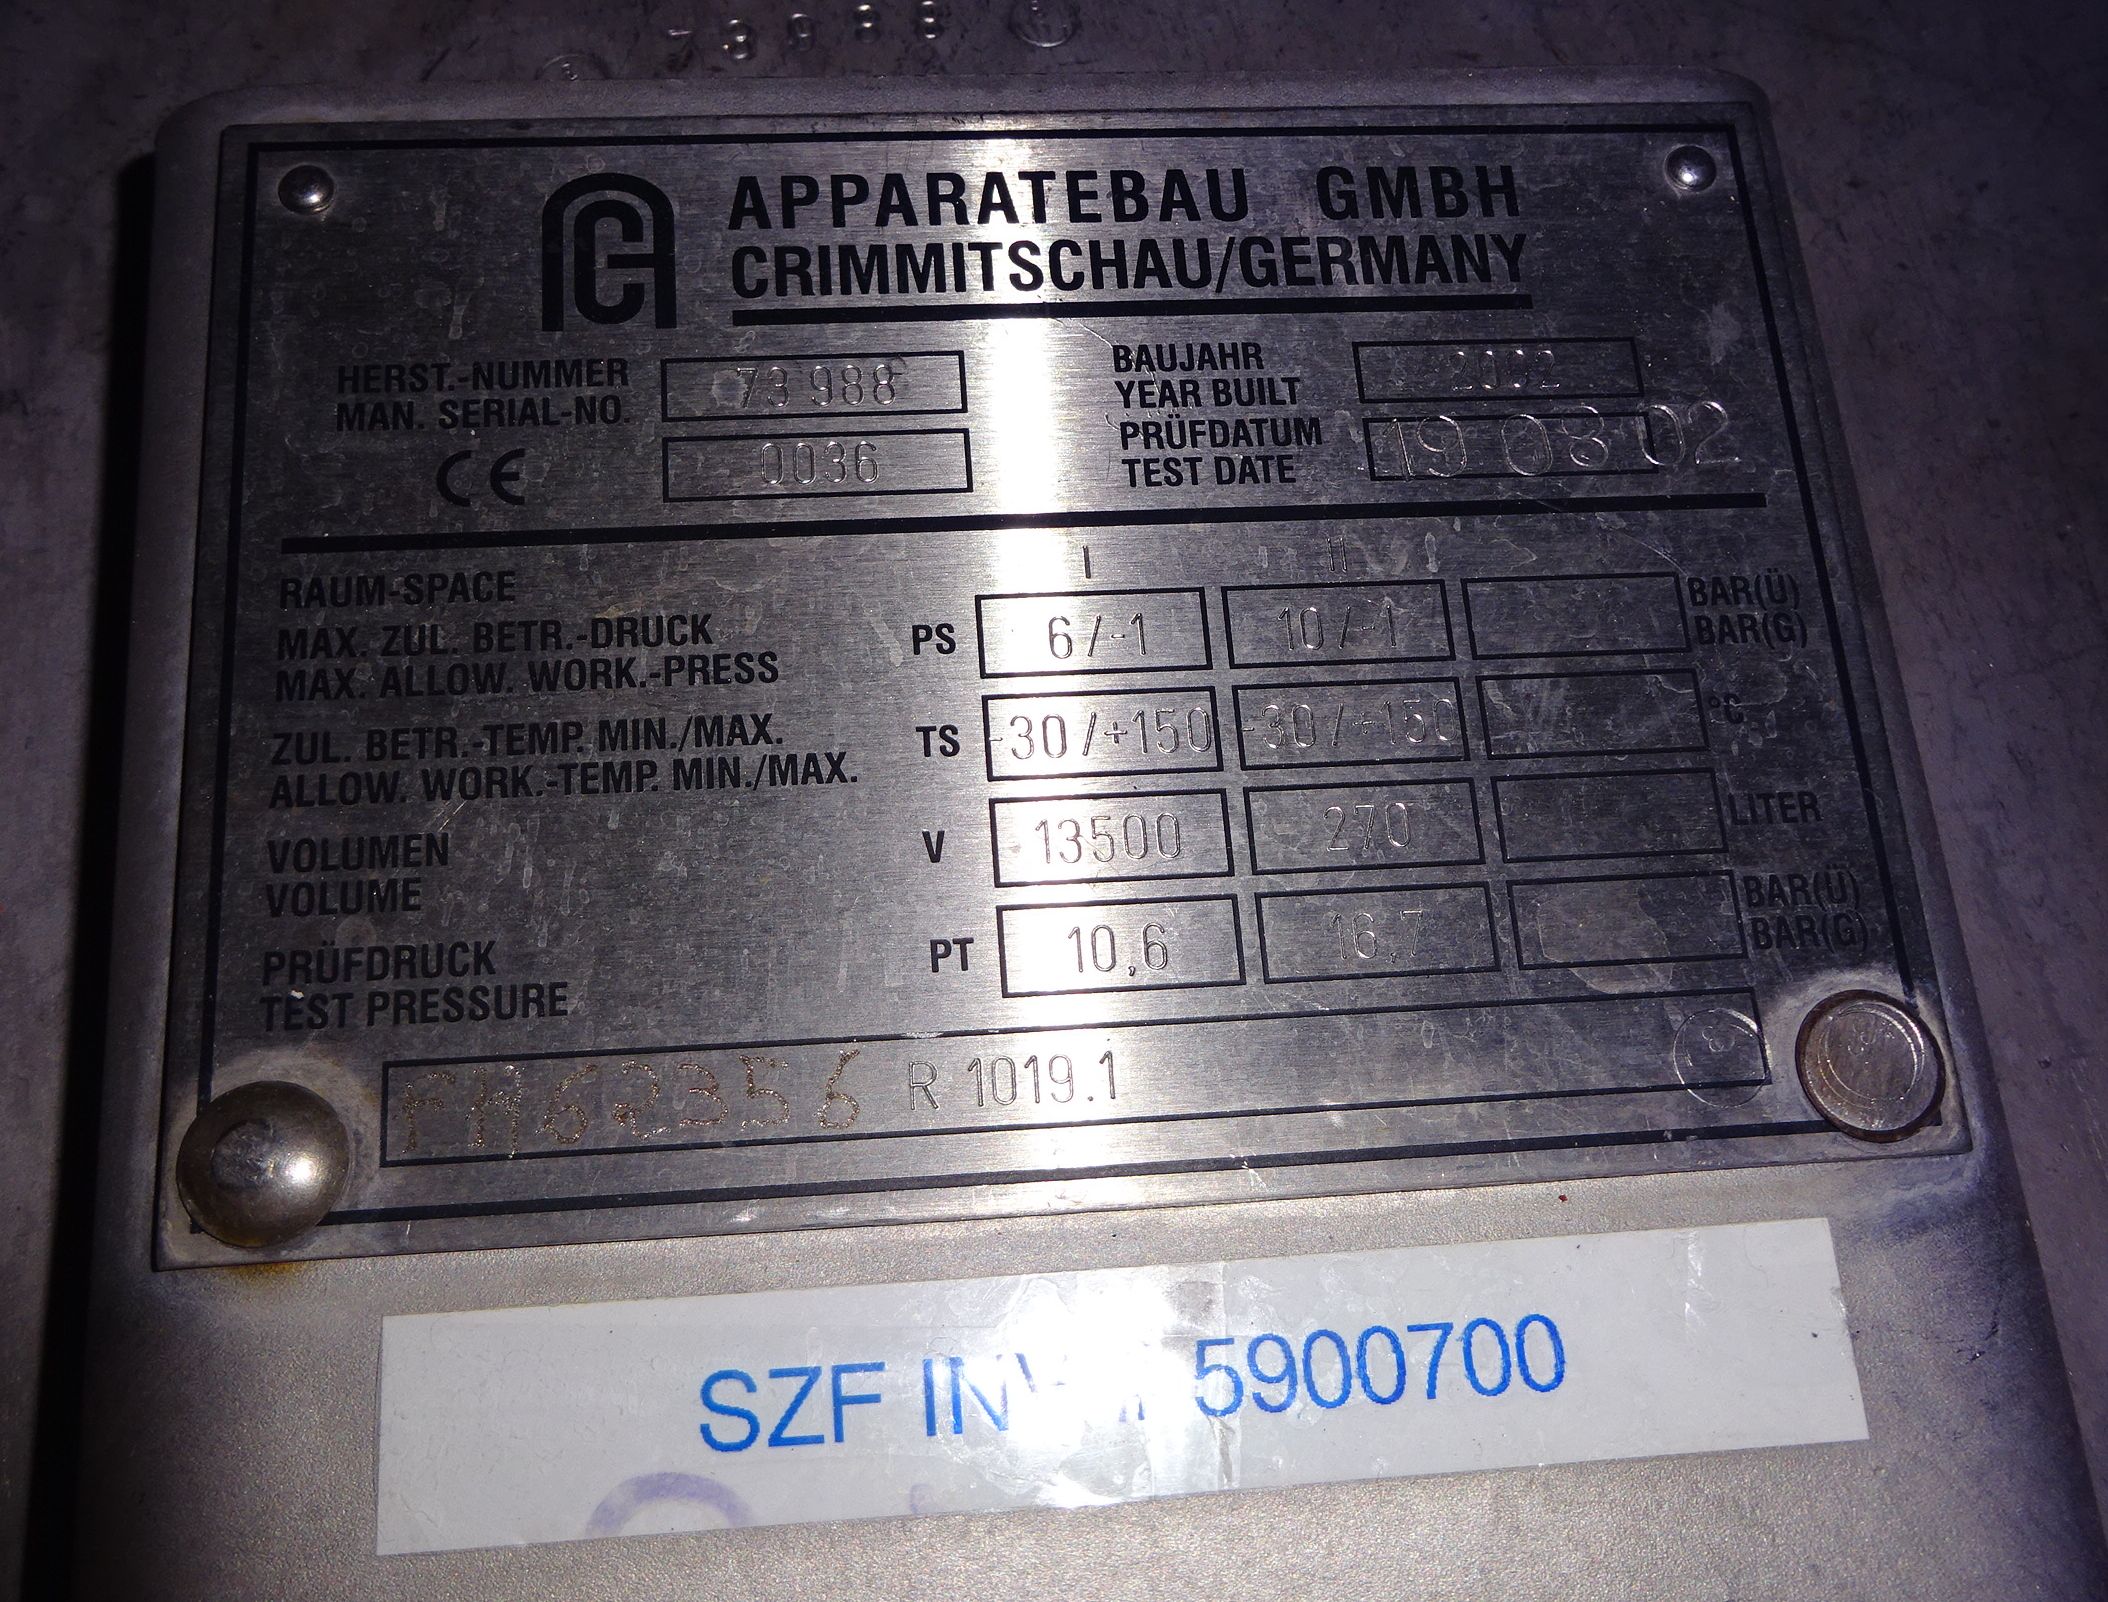 73988
APPARATEBAU GMBH
CRIMMITSCHAU/GERMANY
HERST.-NUMMER
MAN. SERIAL-NO.
73 988
CE 0036
BAUJAHR
YEAR BUILT
2002
PRÜFDATUM
TEST DATE
19 08 02
RAUM-SPACE I II
MAX. ZUL. BETR.-DRUCK
MAX. ALLOW. WORK.-PRESS
PS 6/-1 10/-1 BAR(Ü)
BAR(G)
ZUL. BETR.-TEMP. MIN./MAX.
ALLOW. WORK.-TEMP. MIN./MAX.
TS -30/+150 -30/+150 °C
VOLUMEN
VOLUME
V 13500 270 LITER
PRÜFDRUCK
TEST PRESSURE
PT 10,6 16,7 BAR(Ü)
BAR(G)
FH62356 R 1019.1
SZF 5900700